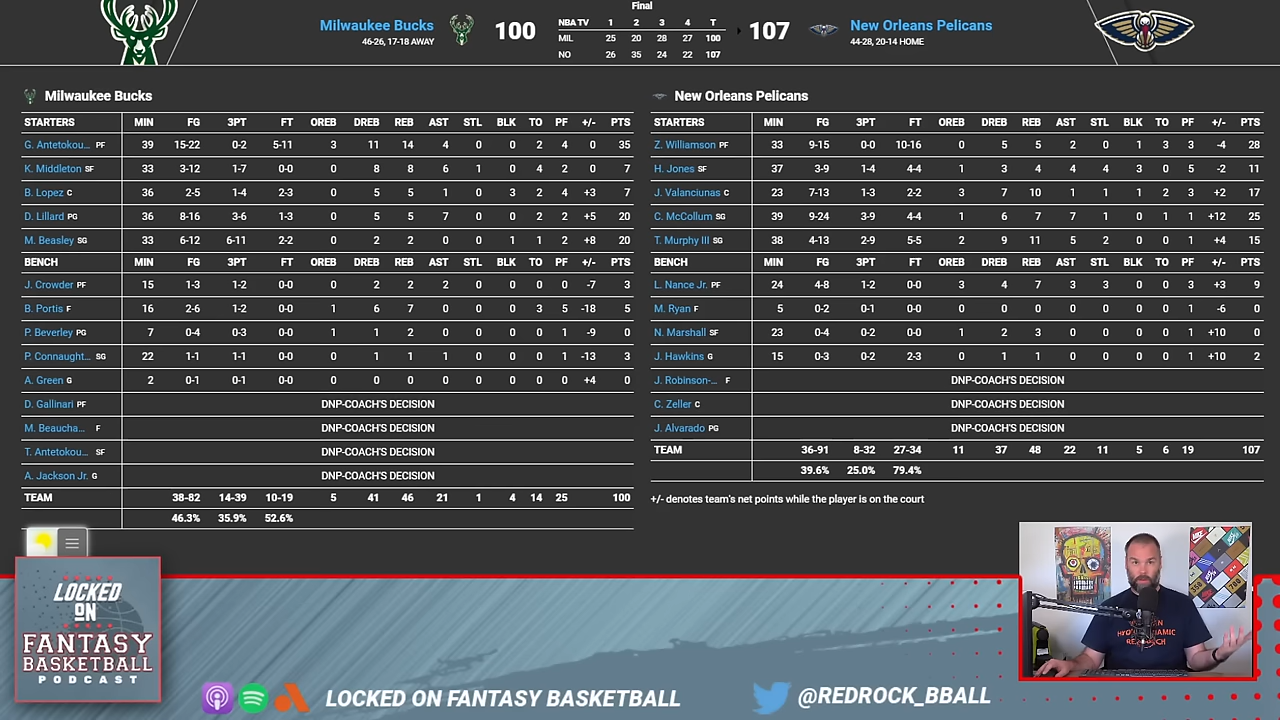 Final
Milwaukee Bucks
46-26, 17-18 AWAY
100
NBA TV 1 2 3 4 T
MIL 25 20 28 27 100
NO 26 35 24 22 107
107
New Orleans Pelicans
44-28, 20-14 HOME
Milwaukee Bucks
STARTERS MIN FG 3PT FT OREB DREB REB AST STL BLK TO PF +/- PTS
G. Antetokou... PF 39 15-22 0-2 5-11 3 11 14 4 0 0 2 4 0 35
K. Middleton SF 33 3-12 1-7 0-0 0 8 8 6 1 0 4 2 0 7
B. Lopez C 36 2-5 1-4 2-3 0 5 5 1 0 3 2 4 +3 7
D. Lillard PG 36 8-16 3-6 1-3 0 5 5 7 0 0 2 2 +5 20
M. Beasley SG 33 6-12 6-11 2-2 0 2 2 0 0 1 1 2 +8 20
BENCH MIN FG 3PT FT OREB DREB REB AST STL BLK TO PF +/- PTS
J. Crowder PF 15 1-3 1-2 0-0 0 2 2 2 0 0 0 0 -7 3
B. Portis F 16 2-6 1-2 0-0 1 6 7 0 0 0 3 5 -18 5
P. Beverley PG 7 0-4 0-3 0-0 1 1 2 0 0 0 0 1 -9 0
P. Connaught... SG 22 1-1 1-1 0-0 0 1 1 1 0 0 0 1 -13 3
A. Green G 2 0-1 0-1 0-0 0 0 0 0 0 0 0 0 +4 0
D. Gallinari PF DNP-COACH'S DECISION
M. Beaucha... F DNP-COACH'S DECISION
T. Antetokou... SF DNP-COACH'S DECISION
A. Jackson Jr. G DNP-COACH'S DECISION
TEAM 38-82 14-39 10-19 5 41 46 21 1 4 14 25 100
46.3% 35.9% 52.6%
New Orleans Pelicans
STARTERS MIN FG 3PT FT OREB DREB REB AST STL BLK TO PF +/- PTS
Z. Williamson PF 33 9-15 0-0 10-16 0 5 5 2 0 1 3 3 -4 28
H. Jones SF 37 3-9 1-4 4-4 1 3 4 4 4 3 0 5 -2 11
J. Valanciunas C 23 7-13 1-3 2-2 3 7 10 1 1 1 2 3 +2 17
C. McCollum SG 39 9-24 3-9 4-4 1 6 7 7 1 0 1 1 +12 25
T. Murphy III SG 38 4-13 2-9 5-5 2 9 11 5 2 0 0 1 +4 15
BENCH MIN FG 3PT FT OREB DREB REB AST STL BLK TO PF +/- PTS
L. Nance Jr. PF 24 4-8 1-2 0-0 3 4 7 3 3 0 0 3 +3 9
M. Ryan F 5 0-2 0-1 0-0 0 0 0 0 0 0 0 1 -6 0
N. Marshall SF 23 0-4 0-2 0-0 1 2 3 0 0 0 0 1 +10 0
J. Hawkins G 15 0-3 0-2 2-3 0 1 1 0 0 0 0 1 +10 2
J. Robinson-... F DNP-COACH'S DECISION
C. Zeller C DNP-COACH'S DECISION
J. Alvarado PG DNP-COACH'S DECISION
TEAM 36-91 8-32 27-34 11 37 48 22 11 5 6 19 107
39.6% 25.0% 79.4%
+/- denotes team's net points while the player is on the court
LOCKED
ON
FANTASY
BASKETBALL
PODCAST
LOCKED ON FANTASY BASKETBALL
@REDROCK_BBALL